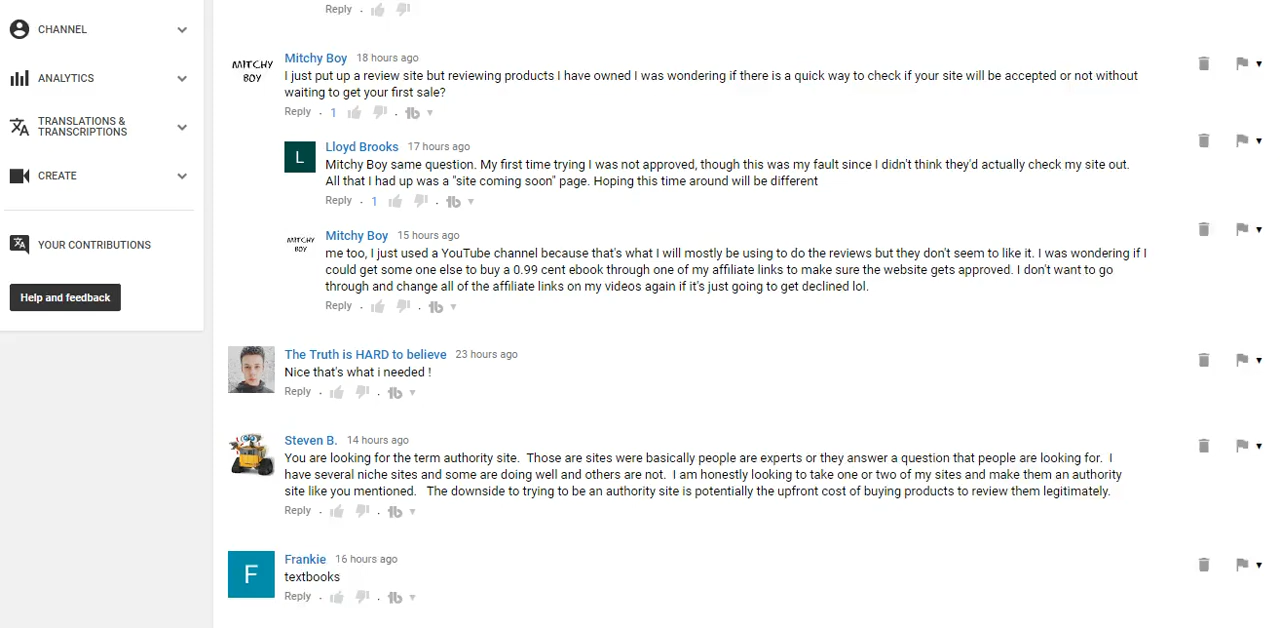 Reply
CHANNEL
ANALYTICS
TRANSLATIONS &
TRANSCRIPTIONS
CREATE
YOUR CONTRIBUTIONS
Help and feedback
MITCHY
BOY
Mitchy Boy 18 hours ago
I just put up a review site but reviewing products I have owned I was wondering if there is a quick way to check if your site will be accepted or not without
waiting to get your first sale?
Reply · 1 · tb
L
Lloyd Brooks 17 hours ago
Mitchy Boy same question. My first time trying I was not approved, though this was my fault since I didn't think they'd actually check my site out.
All that I had up was a "site coming soon" page. Hoping this time around will be different
Reply · 1 · tb
MITCHY
BOY
Mitchy Boy 15 hours ago
me too, I just used a YouTube channel because that's what I will mostly be using to do the reviews but they don't seem to like it. I was wondering if I
could get some one else to buy a 0.99 cent ebook through one of my affiliate links to make sure the website gets approved. I don't want to go
through and change all of the affiliate links on my videos again if it's just going to get declined lol.
Reply · tb
The Truth is HARD to believe 23 hours ago
Nice that's what i needed !
Reply · tb
Steven B. 14 hours ago
You are looking for the term authority site. Those are sites were basically people are experts or they answer a question that people are looking for. I
have several niche sites and some are doing well and others are not. I am honestly looking to take one or two of my sites and make them an authority
site like you mentioned. The downside to trying to be an authority site is potentially the upfront cost of buying products to review them legitimately.
Reply · tb
F
Frankie 16 hours ago
textbooks
Reply · tb